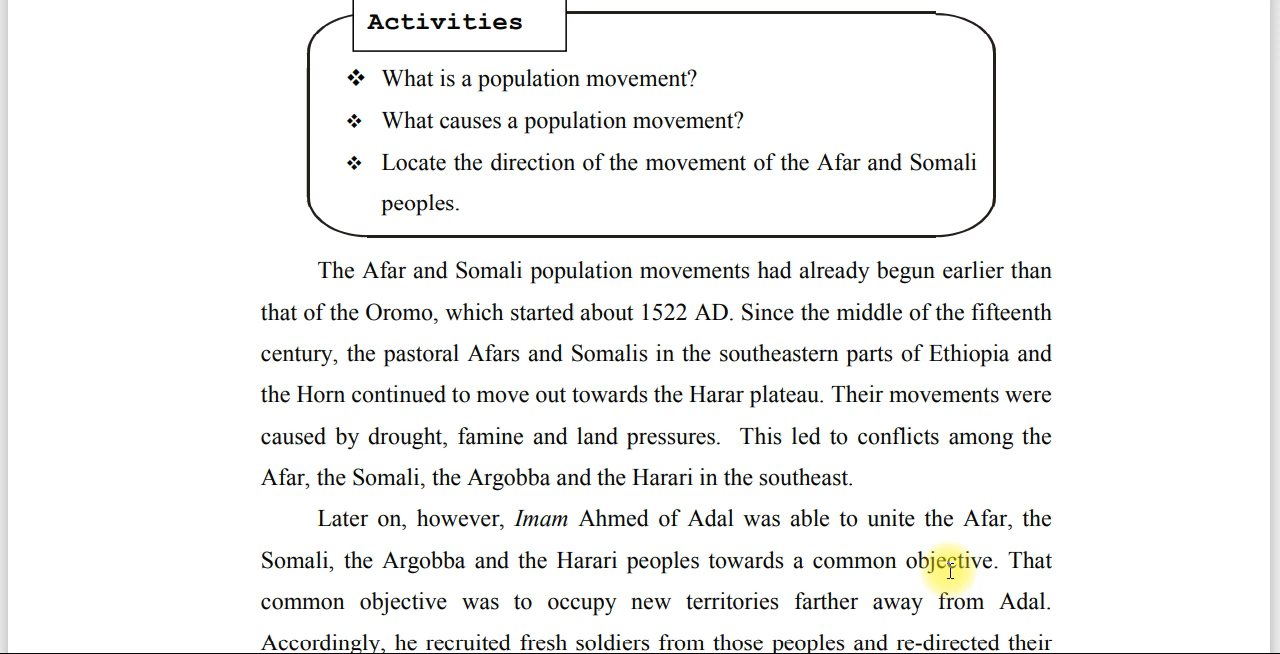 Activities
❖ What is a population movement?
❖ What causes a population movement?
❖ Locate the direction of the movement of the Afar and Somali
peoples.
The Afar and Somali population movements had already begun earlier than
that of the Oromo, which started about 1522 AD. Since the middle of the fifteenth
century, the pastoral Afars and Somalis in the southeastern parts of Ethiopia and
the Horn continued to move out towards the Harar plateau. Their movements were
caused by drought, famine and land pressures.  This led to conflicts among the
Afar, the Somali, the Argobba and the Harari in the southeast.
Later on, however, Imam Ahmed of Adal was able to unite the Afar, the
Somali, the Argobba and the Harari peoples towards a common objective. That
common objective was to occupy new territories farther away from Adal.
Accordingly, he recruited fresh soldiers from those peoples and re-directed their